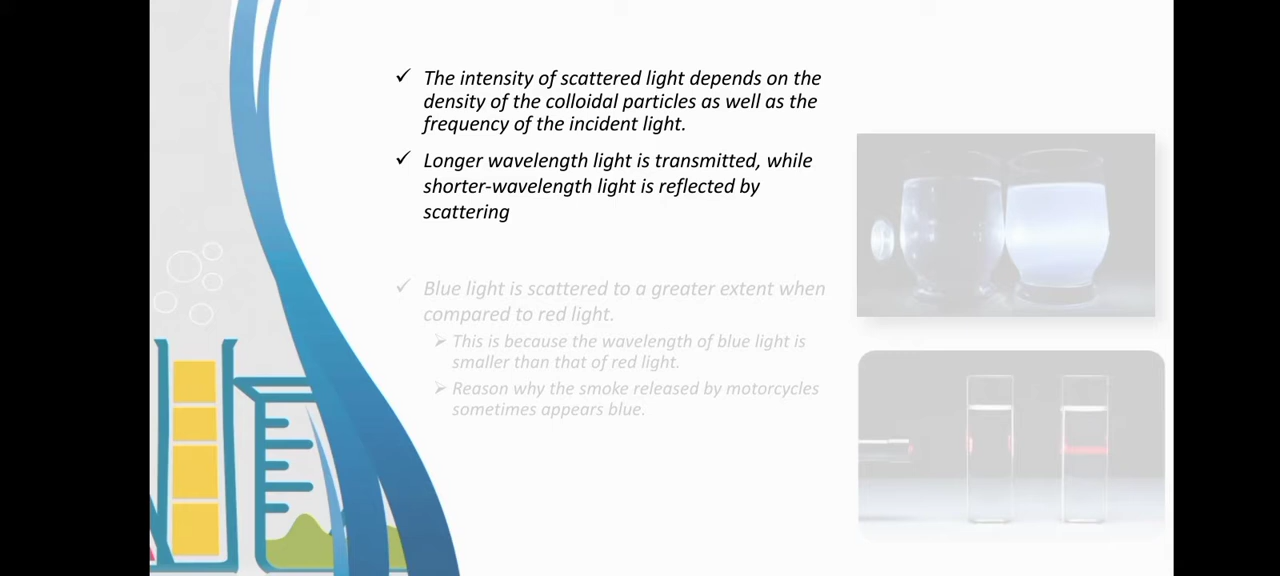 ✓ The intensity of scattered light depends on the
density of the colloidal particles as well as the
frequency of the incident light.
✓ Longer wavelength light is transmitted, while
shorter-wavelength light is reflected by
scattering
✓ Blue light is scattered to a greater extent when
compared to red light.
➢ This is because the wavelength of blue light is
smaller than that of red light.
➢ Reason why the smoke released by motorcycles
sometimes appears blue.